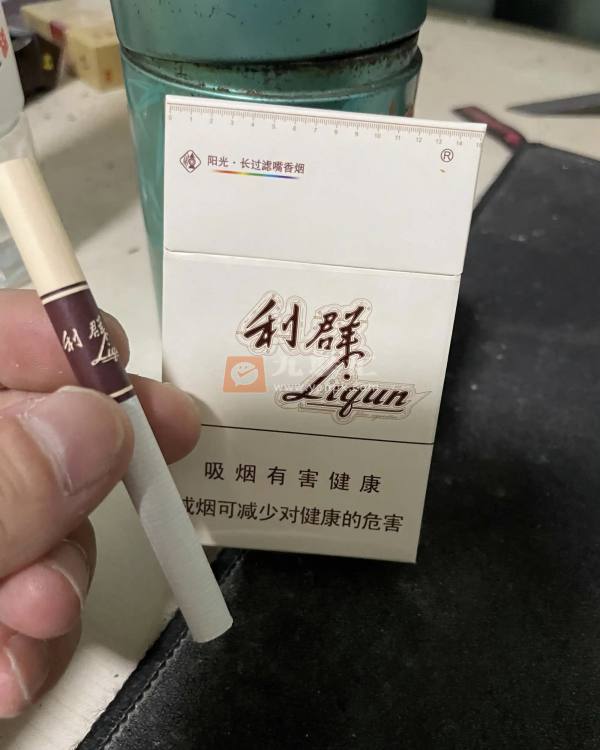 阳光·长过滤嘴香烟
®
利群
Liqun
吸烟有害健康
戒烟可减少对健康的危害
利群
Liqun